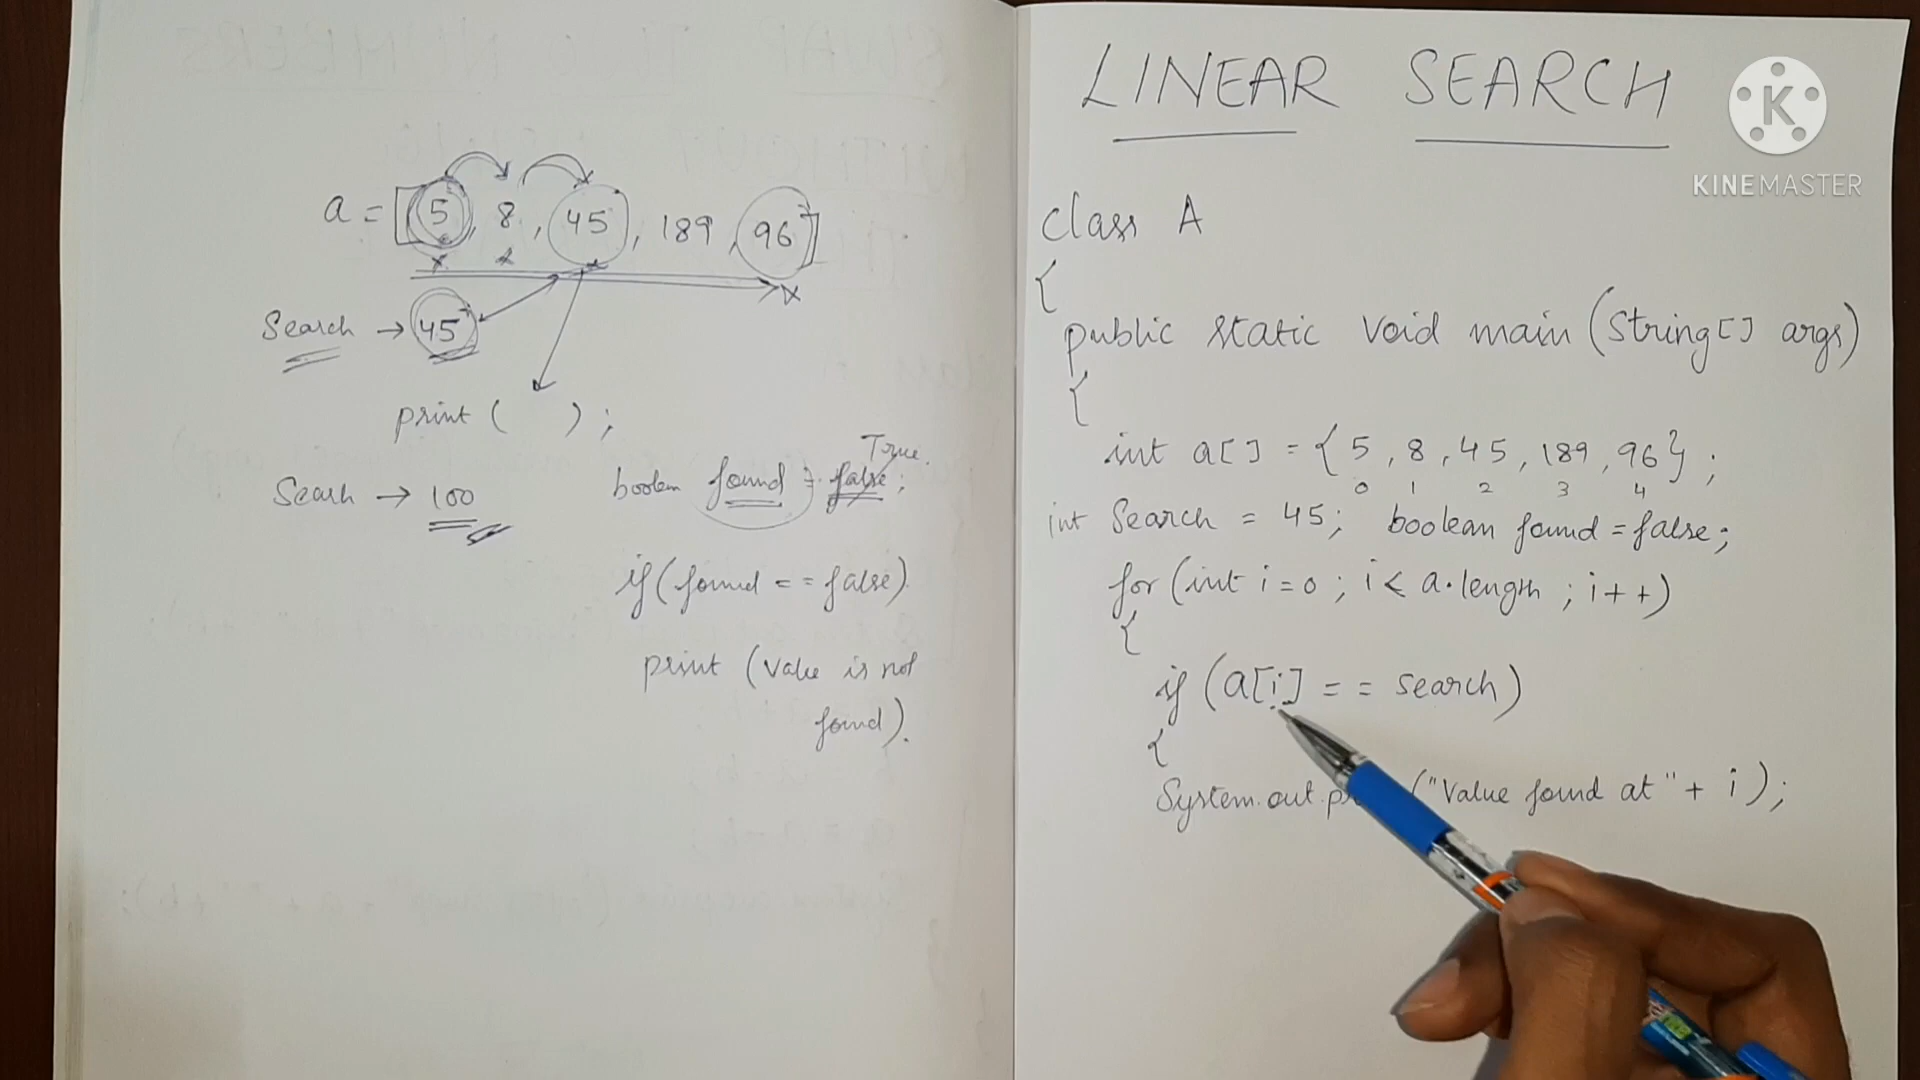 a = [5, 8, 45, 189, 96]
Search → 45
print ( ) ;
True.
Search → 100
boolean found = false;
if (found == false)
print (value is not
found).
LINEAR SEARCH
KINEMASTER
class A
{
public static void main (String[] args)
{
int a[] = {5, 8, 45, 189, 96} ;
0 1 2 3 4
int Search = 45; boolean found = false;
for (int i = 0 ; i < a.length ; i++)
{
if (a[i] == search)
{
System.out.p ("Value found at" + i);